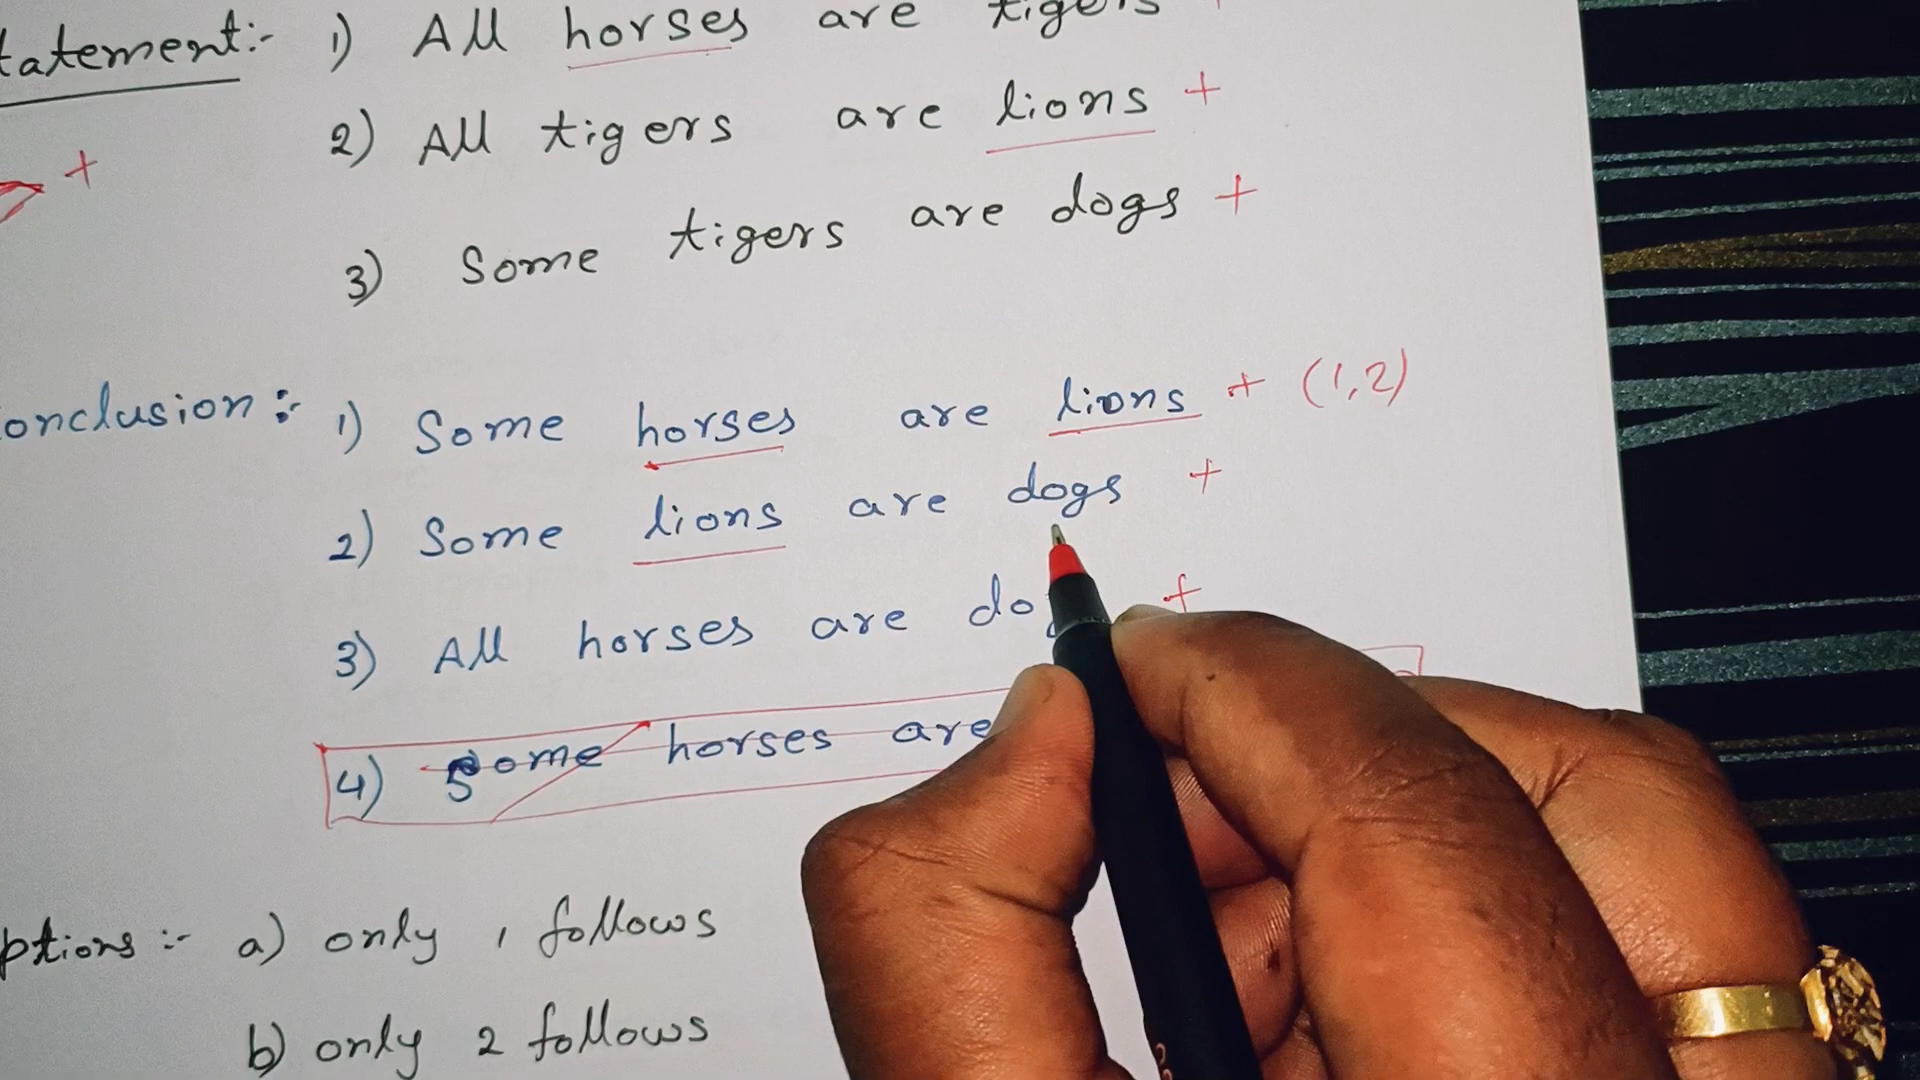 tatement:- 1) All horses are tigers +
2) All tigers are lions +
+
3) Some tigers are dogs +
onclusion :- 1) Some horses are lions + (1,2)
2) Some lions are dogs +
3) All horses are do +
4) Some horses are
ptions :- a) only 1 follows
b) only 2 follows